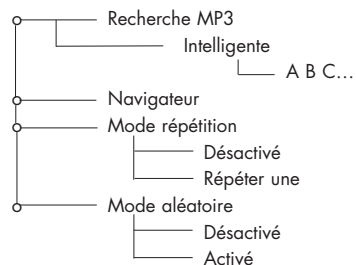 Recherche MP3
Intelligente
A B C...
Navigateur
Mode répétition
Désactivé
Répéter une
Mode aléatoire
Désactivé
Activé